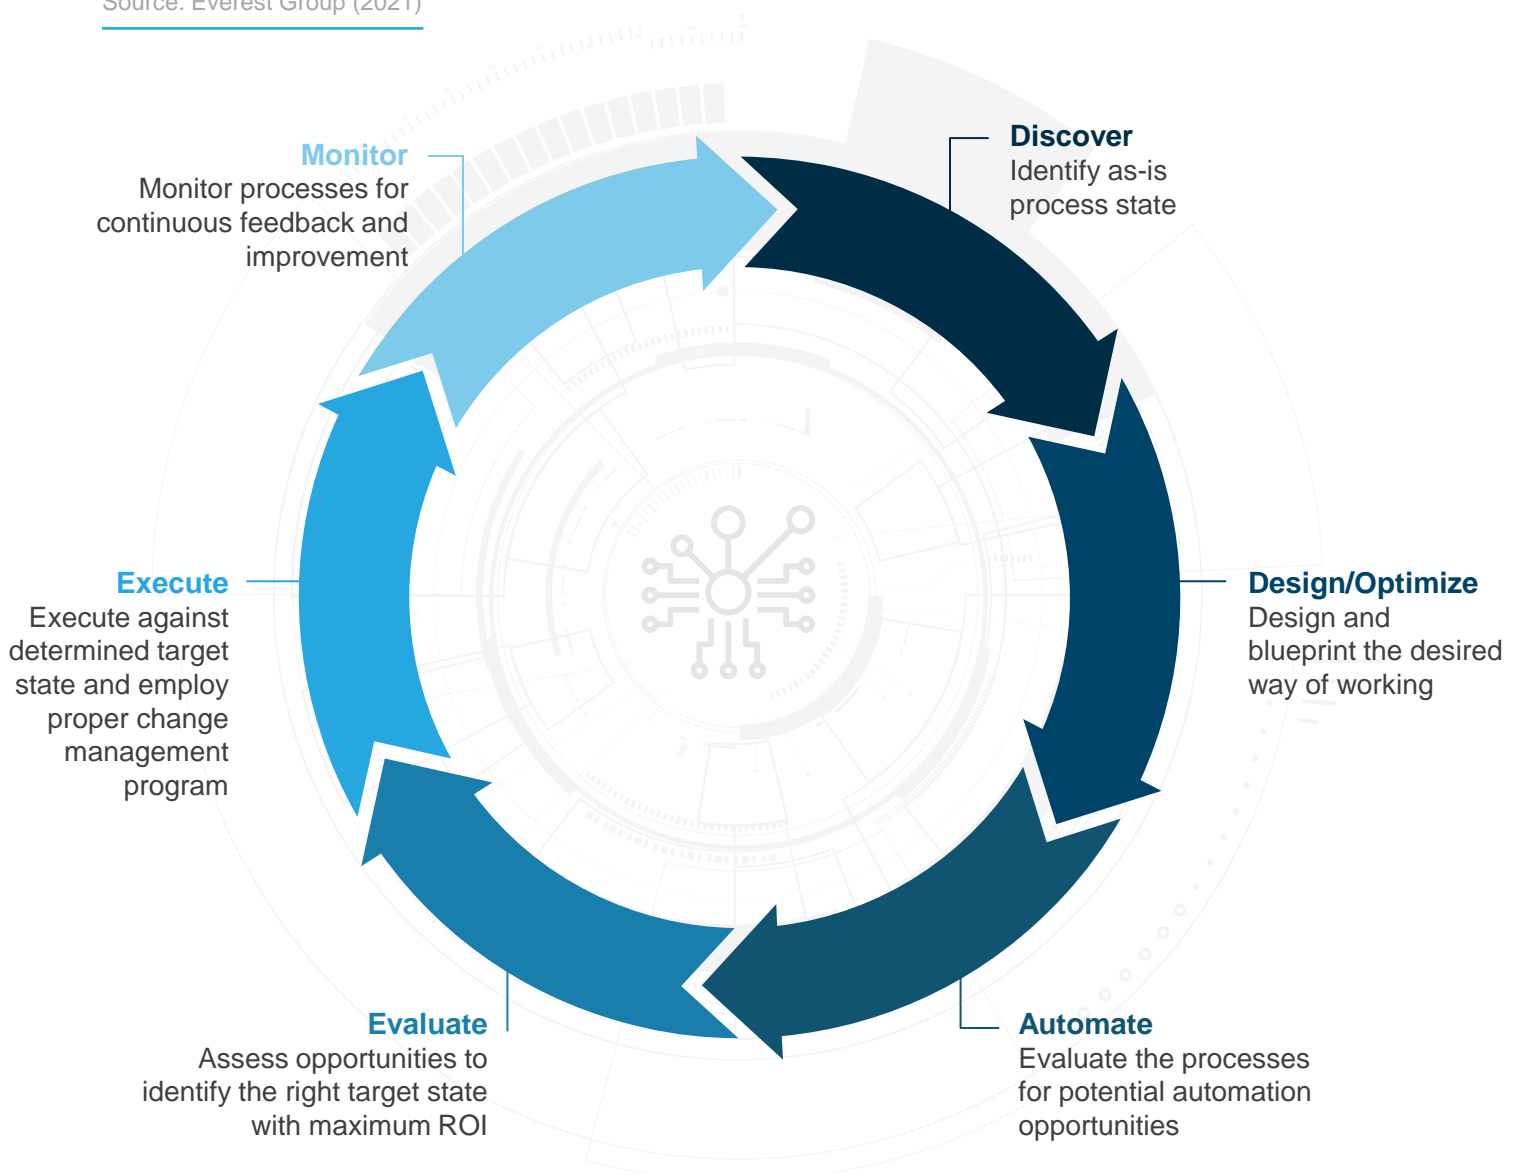 Source: Everest Group (2021)
Monitor
Monitor processes for
continuous feedback and
improvement
Discover
Identify as-is
process state
Execute
Execute against
determined target
state and employ
proper change
management
program
Design/Optimize
Design and
blueprint the desired
way of working
Evaluate
Assess opportunities to
identify the right target state
with maximum ROI
Automate
Evaluate the processes
for potential automation
opportunities